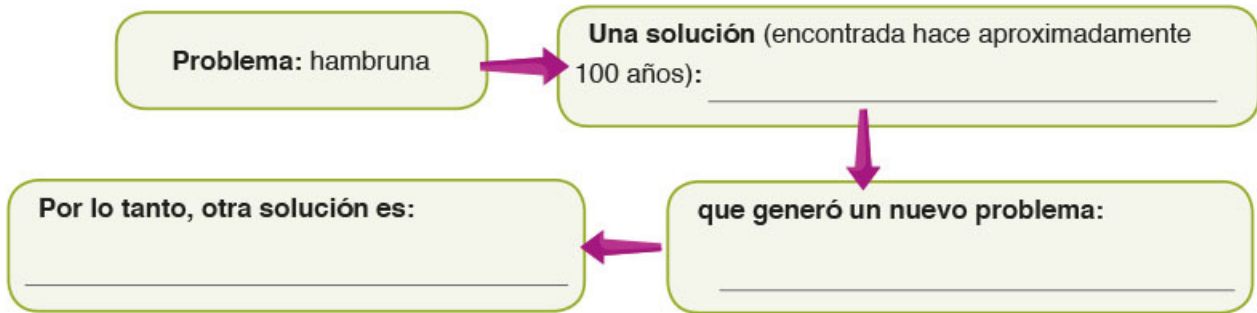 Problema: hambruna
Una solución (encontrada hace aproximadamente
100 años):
que generó un nuevo problema:
Por lo tanto, otra solución es: